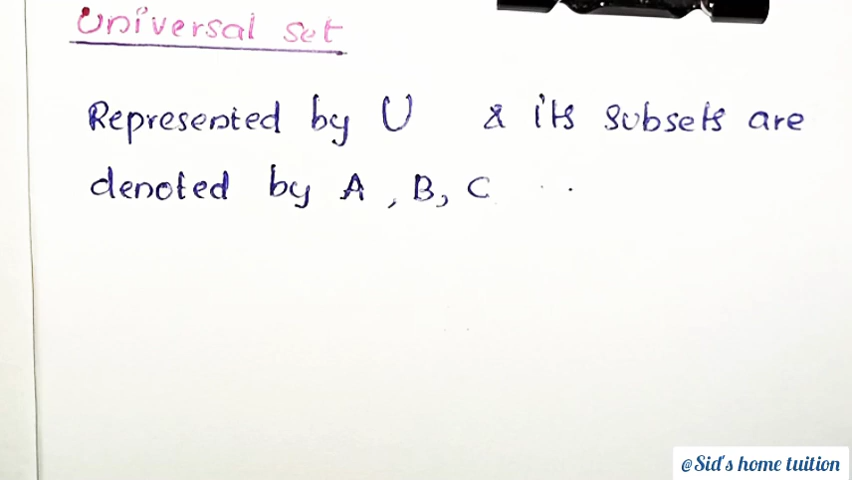 Universal set
Represented by U & its subsets are
denoted by A, B, C . .
@Sid's home tuition